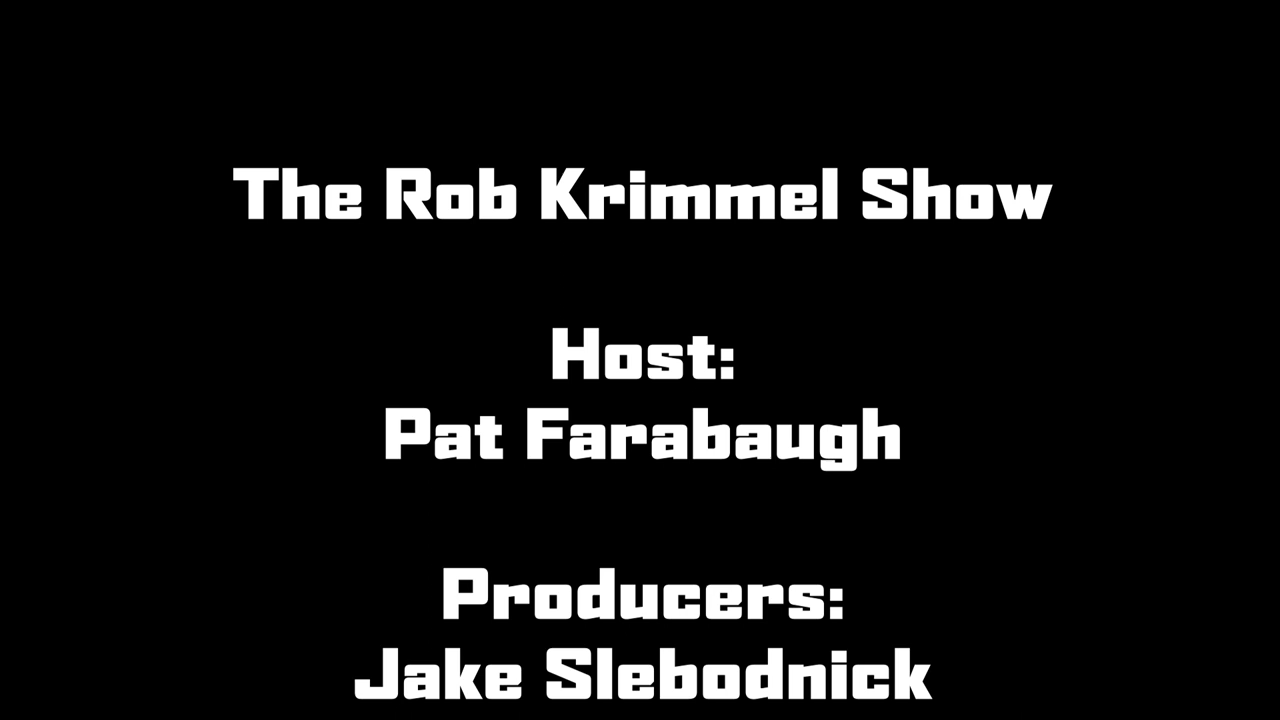 The Rob Krimmel Show
Host:
Pat Farabaugh
Producers:
Jake Slebodnick